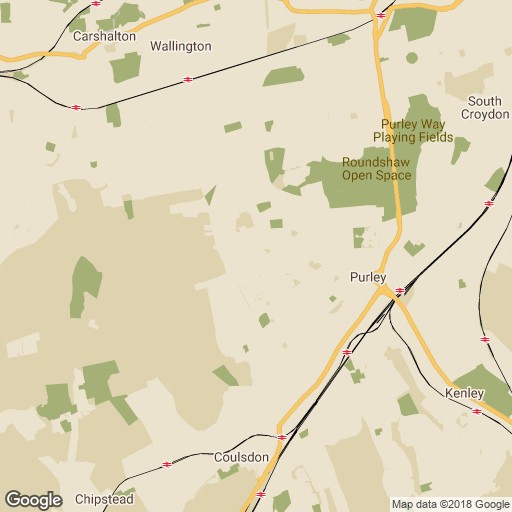 Carshalton
Wallington
South
Croydon
Purley Way
Playing Fields
Roundshaw
Open Space
Purley
Kenley
Coulsdon
Chipstead
Google
Map data ©2018 Google